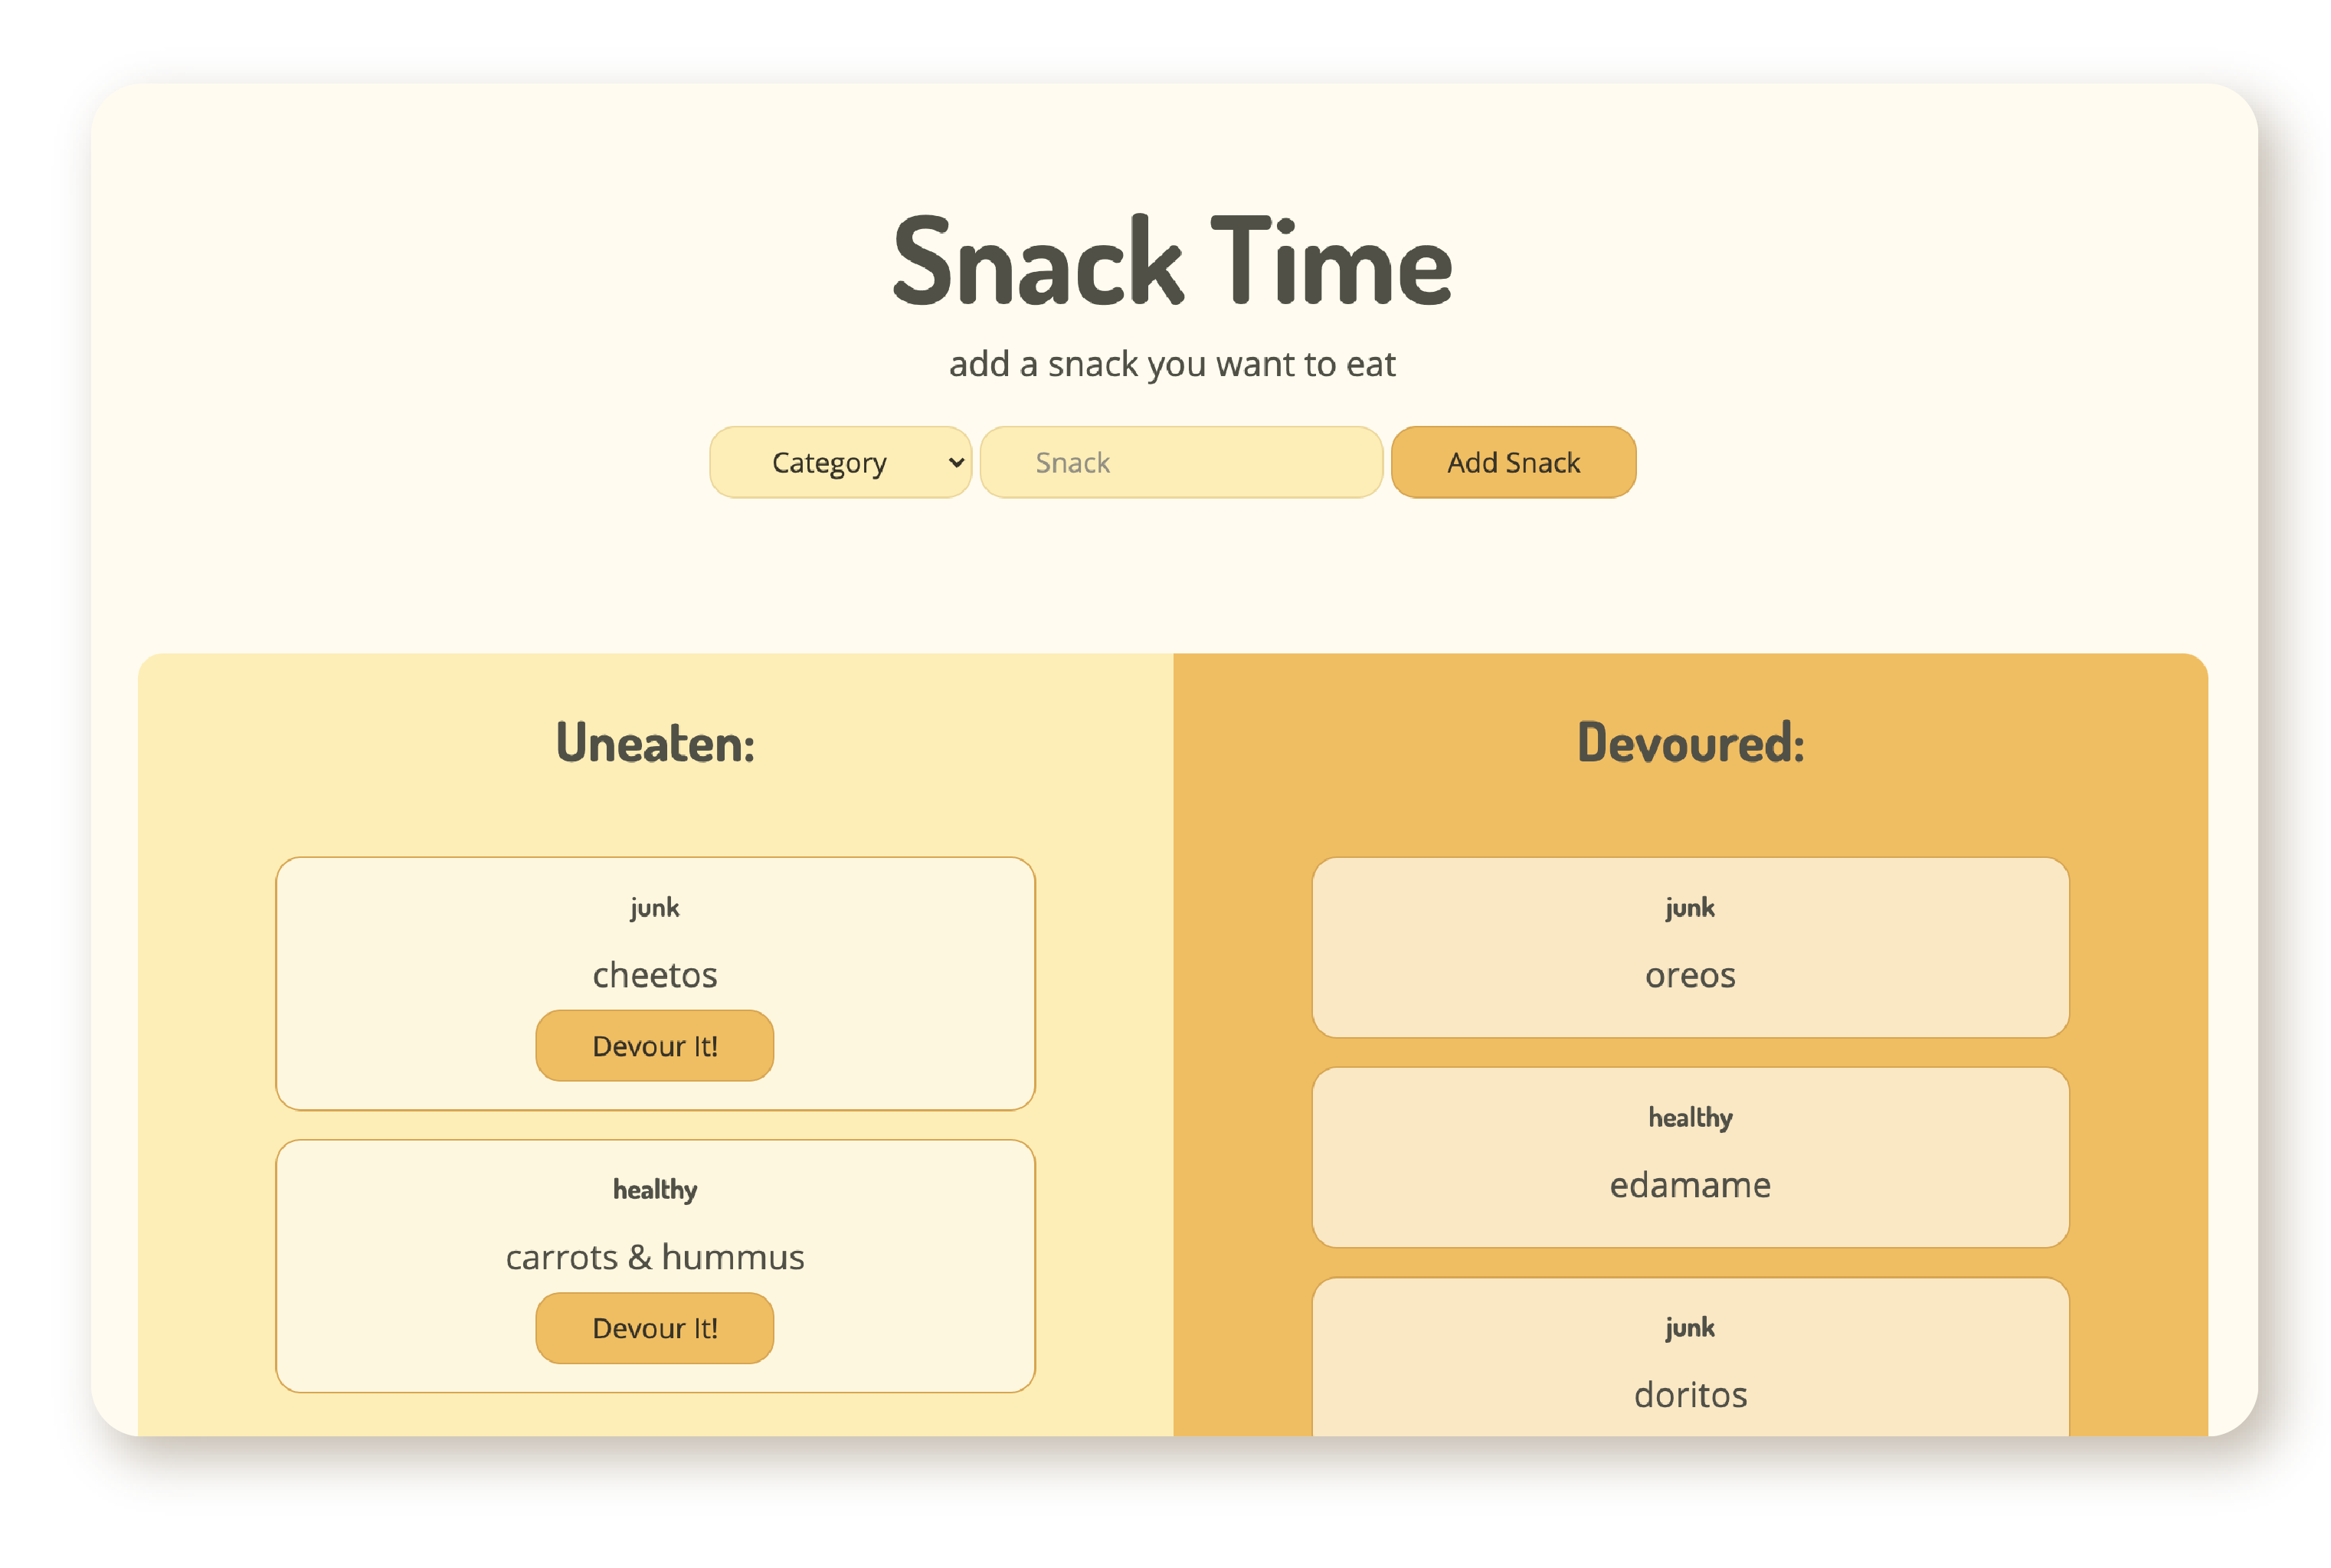 Snack Time
add a snack you want to eat
Category
Snack
Add Snack
Uneaten:
junk
cheetos
Devour It!
healthy
carrots & hummus
Devour It!
Devoured:
junk
oreos
healthy
edamame
junk
doritos